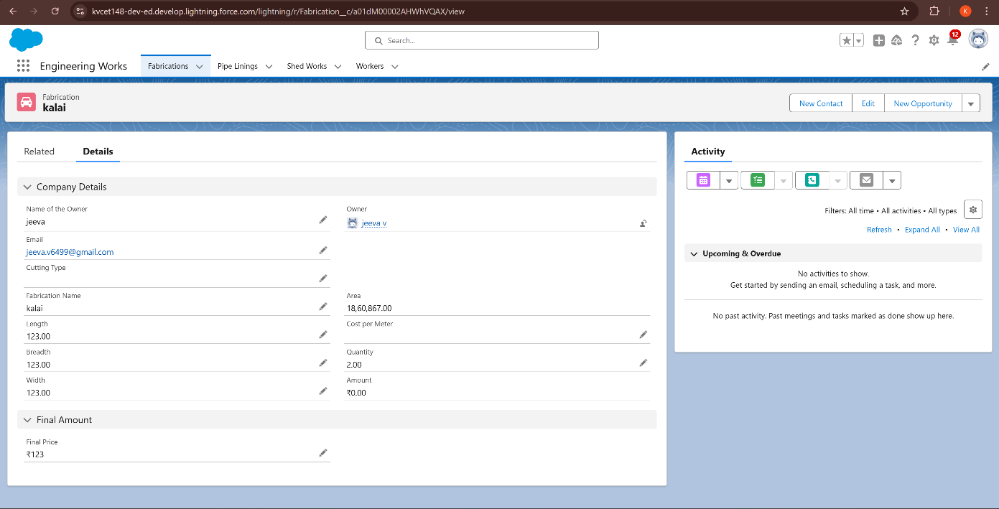 kvcet148-dev-ed.develop.lightning.force.com/lightning/r/Fabrication__c/a01dM00002AHWhVQAX/view
K
Search...
12
Engineering Works
Fabrications
Pipe Linings
Shed Works
Workers
Fabrication
kalai
New Contact
Edit
New Opportunity
Related
Details
Company Details
Name of the Owner
jeeva
Owner
jeeva v
Email
jeeva.v6499@gmail.com
Cutting Type
Fabrication Name
kalai
Area
18,60,867.00
Length
123.00
Cost per Meter
Breadth
123.00
Quantity
2.00
Width
123.00
Amount
₹0.00
Final Amount
Final Price
₹123
Activity
Filters: All time • All activities • All types
Refresh • Expand All • View All
Upcoming & Overdue
No activities to show.
Get started by sending an email, scheduling a task, and more.
No past activity. Past meetings and tasks marked as done show up here.